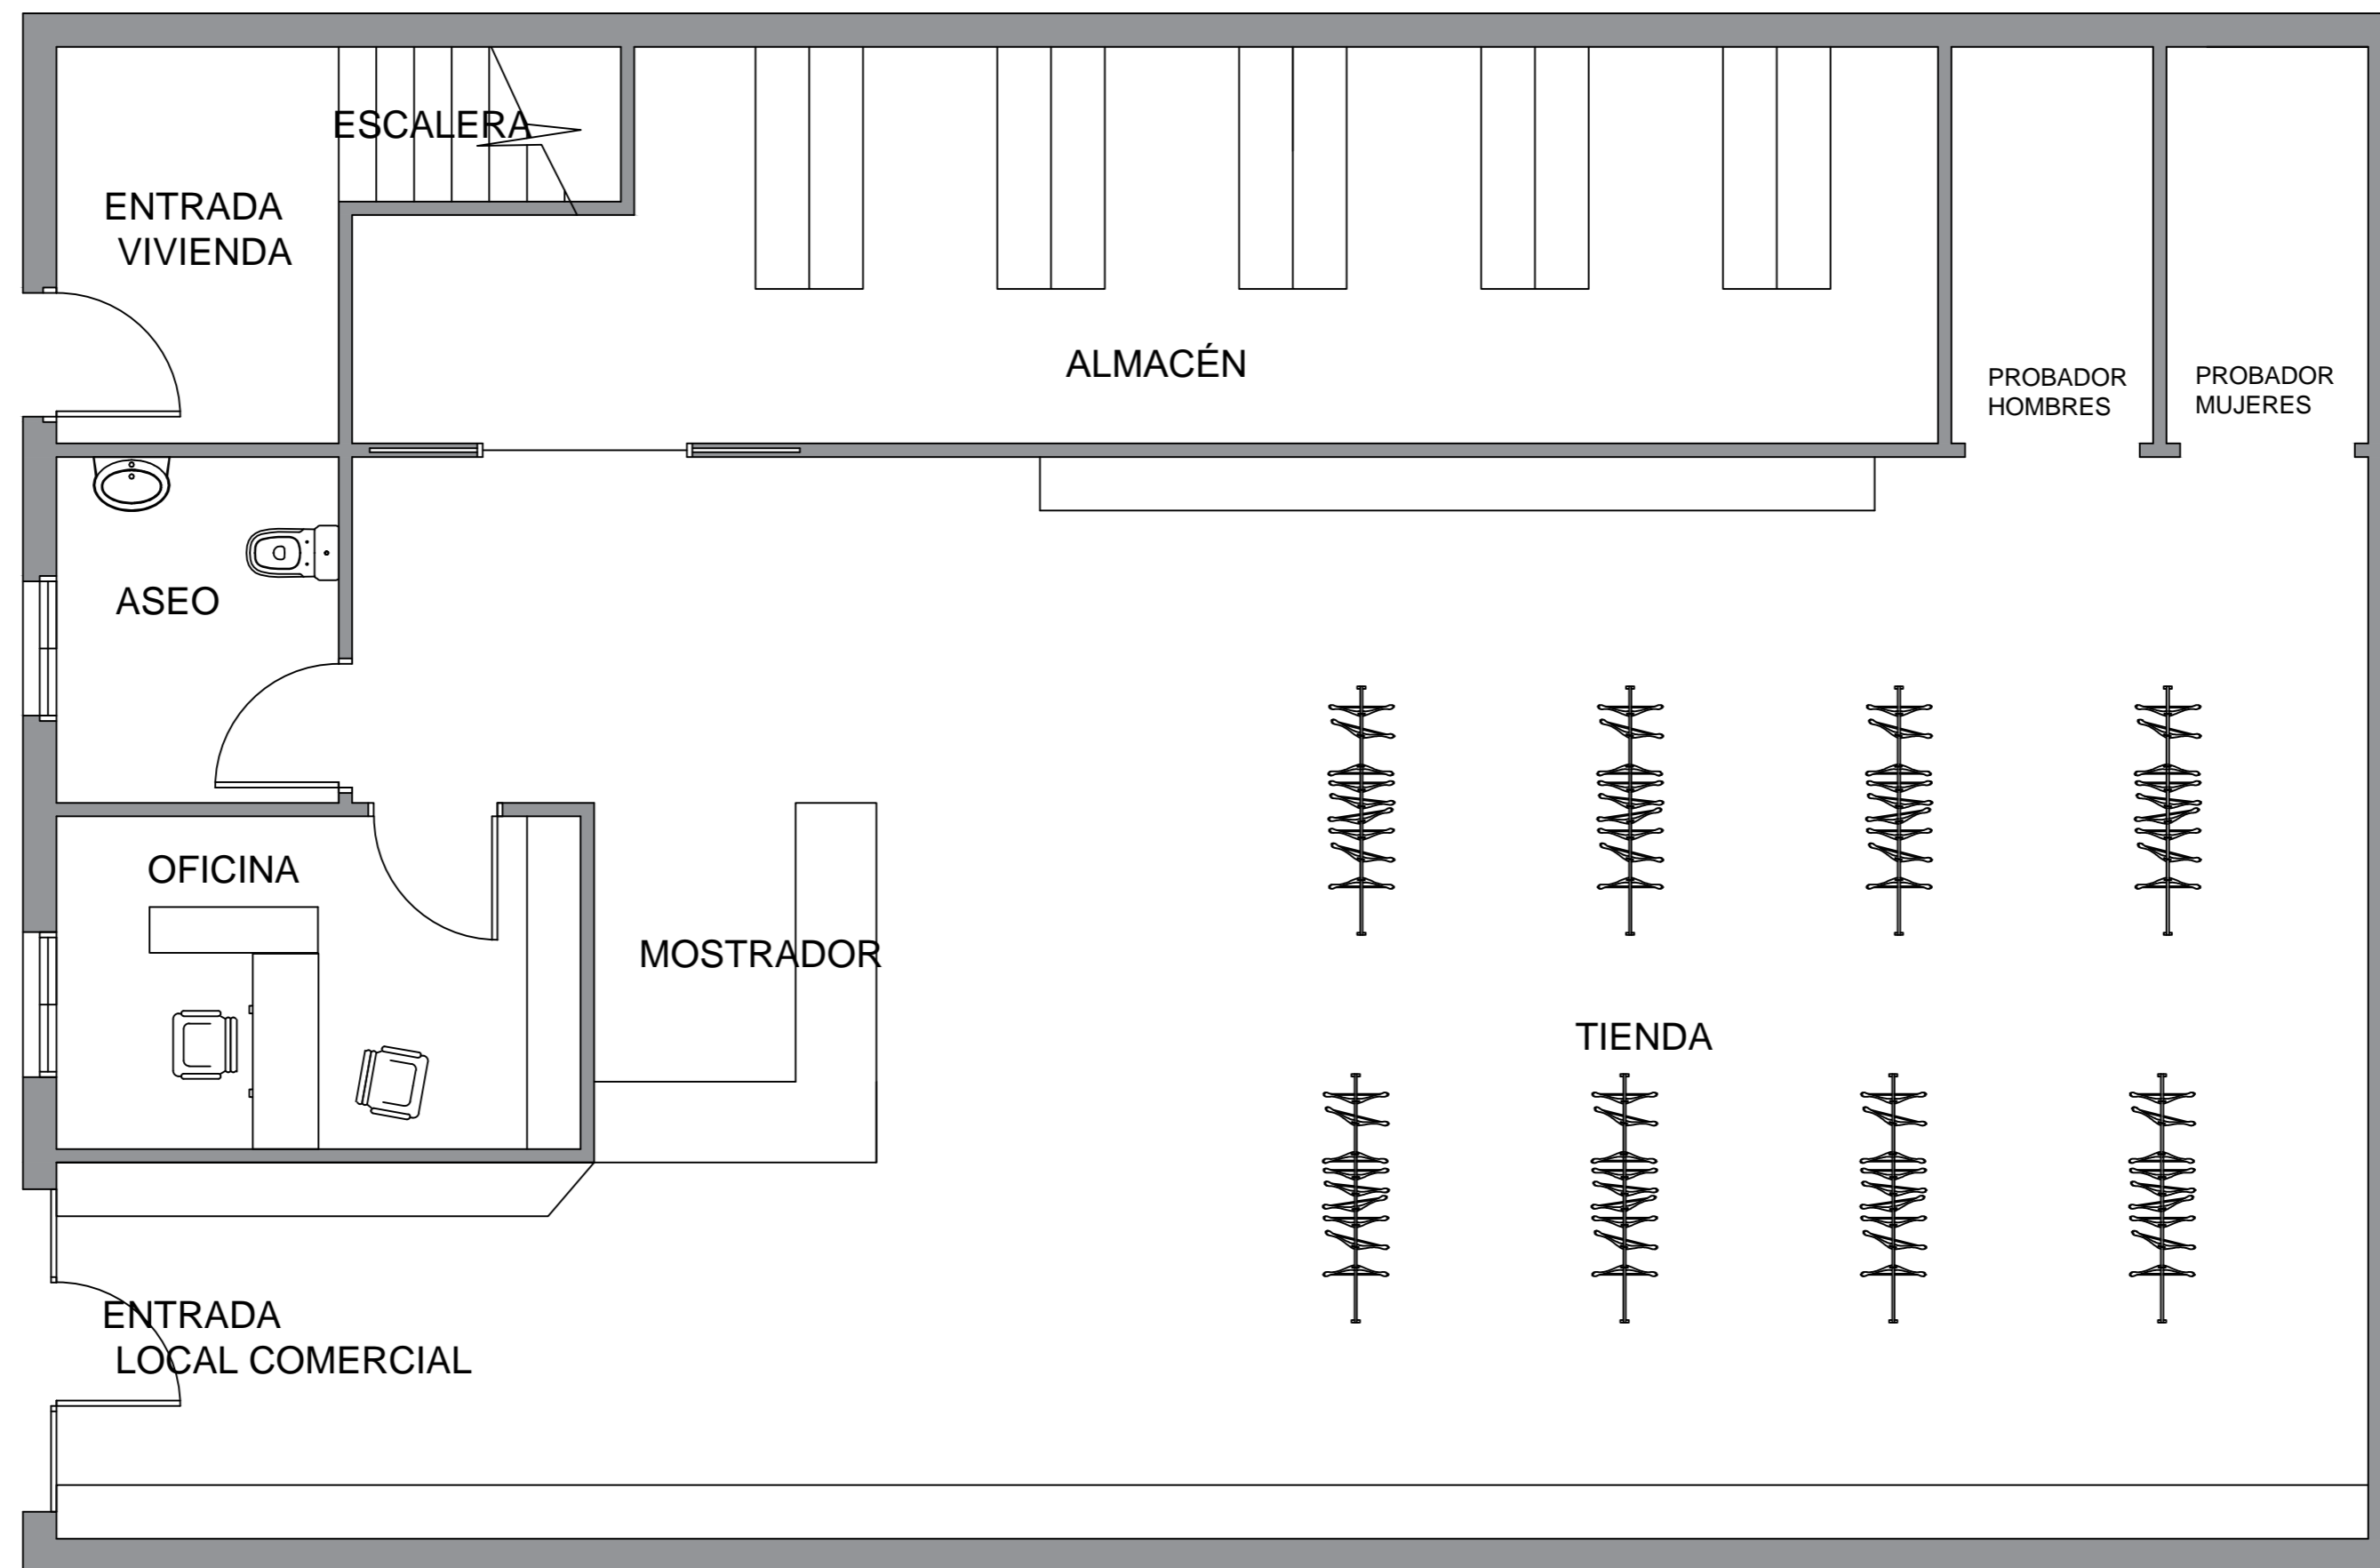 ESCALERA
ENTRADA
VIVIENDA
ALMACÉN
PROBADOR
HOMBRES
PROBADOR
MUJERES
ASEO
OFICINA
MOSTRADOR
TIENDA
ENTRADA
LOCAL COMERCIAL